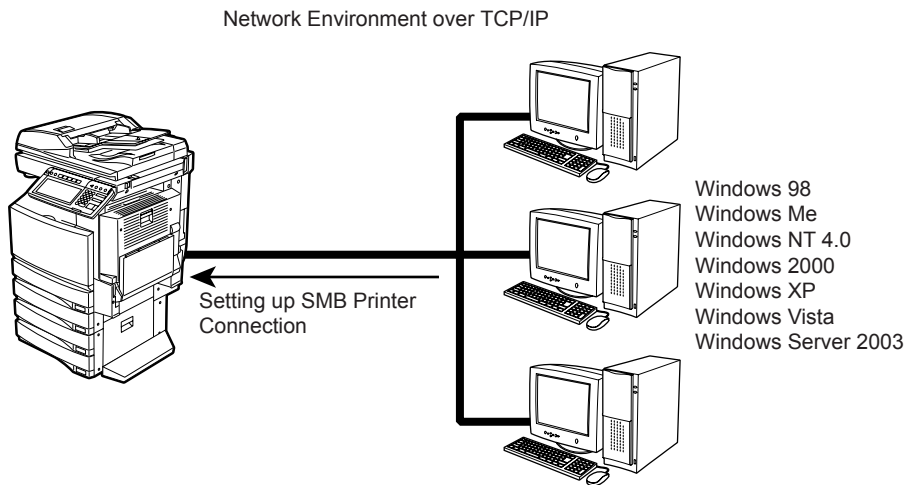 Network Environment over TCP/IP
Windows 98
Windows Me
Windows NT 4.0
Windows 2000
Windows XP
Windows Vista
Windows Server 2003
Setting up SMB Printer
Connection